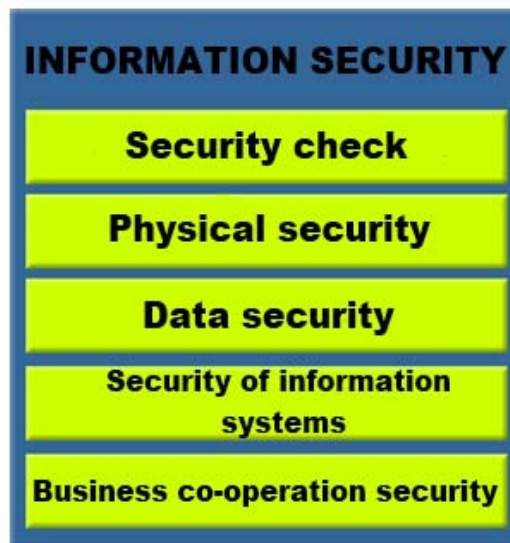 INFORMATION SECURITY
Security check
Physical security
Data security
Security of information
systems
Business co-operation security